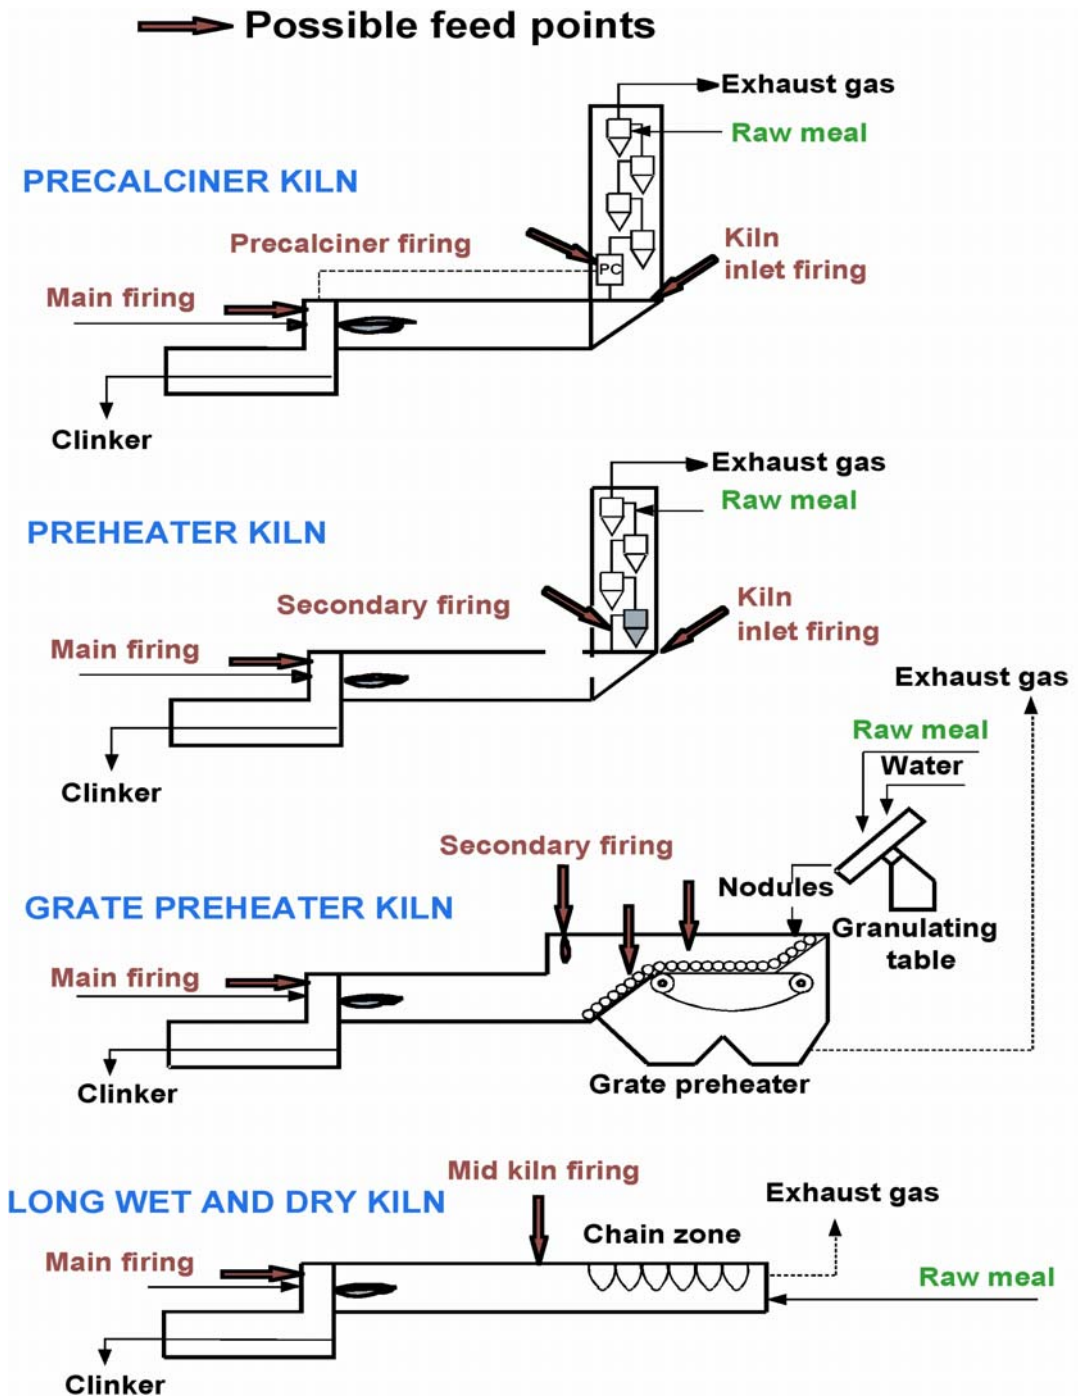 Possible feed points
Exhaust gas
Raw meal
PRECALCINER KILN
Precalciner firing
PC
Kiln
inlet firing
Main firing
Clinker
Exhaust gas
Raw meal
PREHEATER KILN
Secondary firing
Kiln
inlet firing
Main firing
Clinker
Exhaust gas
Raw meal
Water
Secondary firing
Nodules
GRATE PREHEATER KILN
Granulating
table
Main firing
Clinker
Grate preheater
Mid kiln firing
LONG WET AND DRY KILN
Exhaust gas
Chain zone
Main firing
Raw meal
Clinker